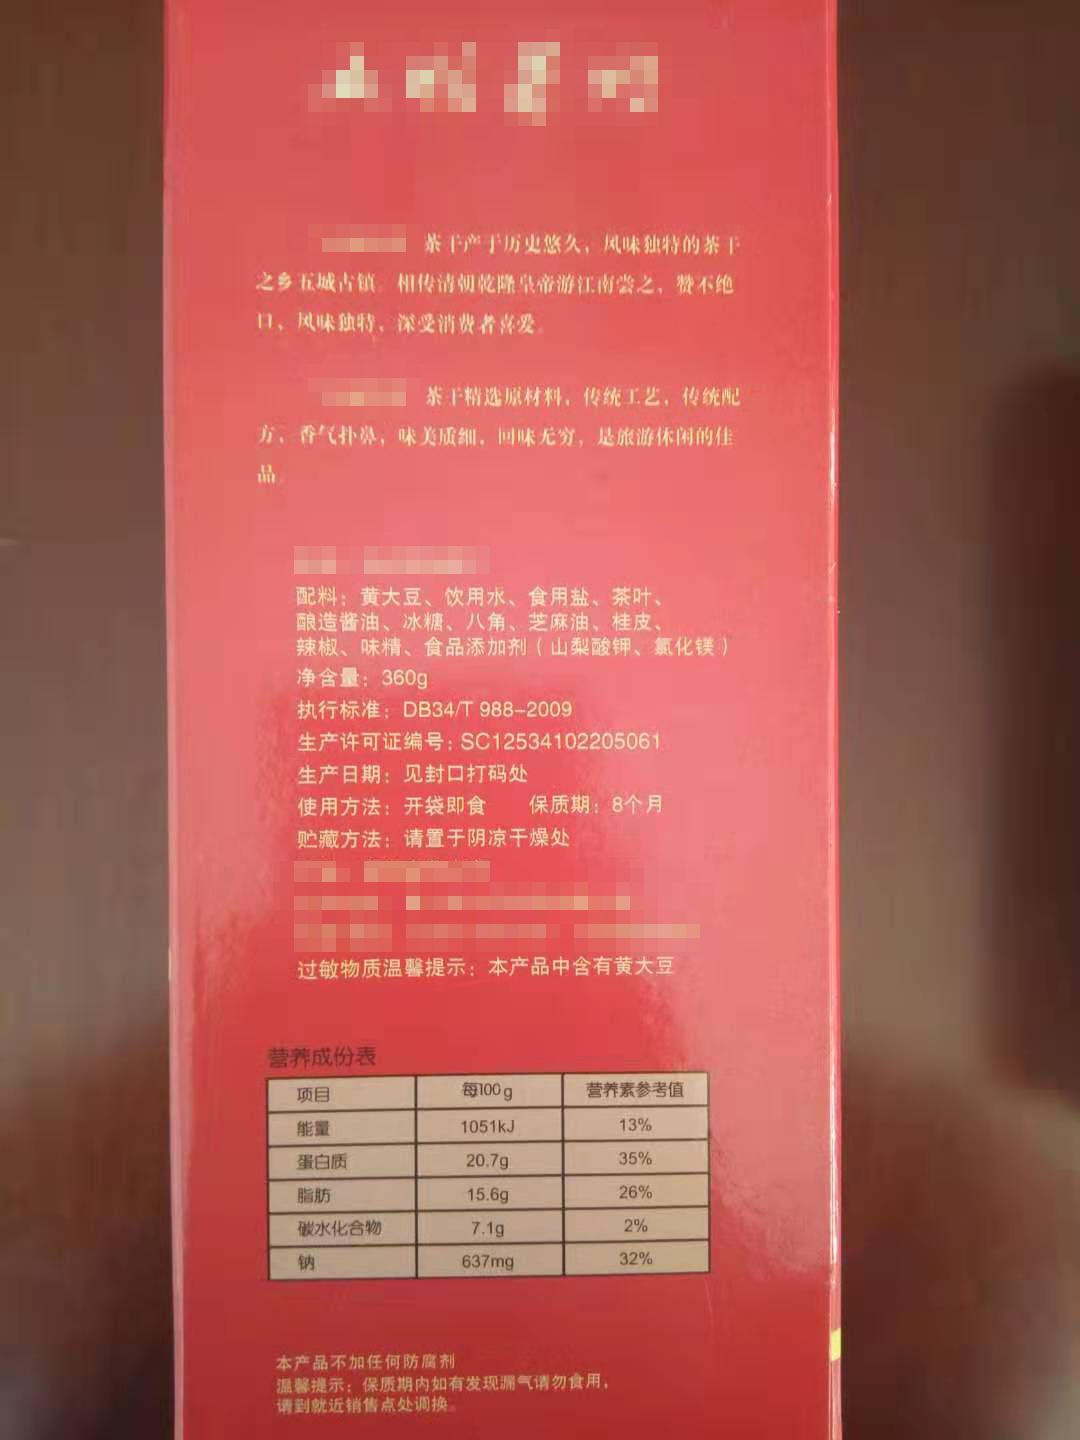 茶干产于历史悠久，风味独特的茶干
之乡五城古镇。相传清朝乾隆皇帝游江南尝之，赞不绝
口，风味独特，深受消费者喜爱。
茶干精选原材料，传统工艺，传统配
方，香气扑鼻，味美质细，回味无穷，是旅游休闲的佳
品。
配料：黄大豆、饮用水、食用盐、茶叶、
酿造酱油、冰糖、八角、芝麻油、桂皮、
辣椒、味精、食品添加剂（山梨酸钾、氯化镁）
净含量：360g
执行标准：DB34/T 988-2009
生产许可证编号：SC12534102205061
生产日期：见封口打码处
使用方法：开袋即食 保质期：8个月
贮藏方法：请置于阴凉干燥处
过敏物质温馨提示：本产品中含有黄大豆
营养成份表
项目 每100g 营养素参考值
能量 1051kJ 13%
蛋白质 20.7g 35%
脂肪 15.6g 26%
碳水化合物 7.1g 2%
钠 637mg 32%
本产品不加任何防腐剂
温馨提示：保质期内如有发现漏气请勿食用，
请到就近销售点处调换。